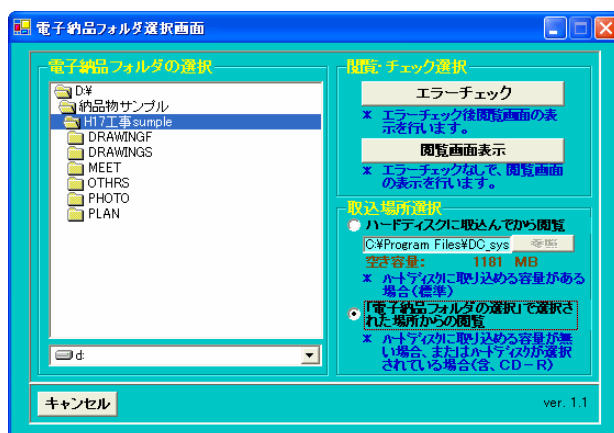 電子納品フォルダ選択画面
電子納品フォルダの選択
D:¥
納品物サンプル
H17工事sumple
DRAWINGF
DRAWINGS
MEET
OTHRS
PHOTO
PLAN
d:
閲覧・チェック選択
エラーチェック
* エラーチェック後閲覧画面の表
示を行います。
閲覧画面表示
* エラーチェックなしで、閲覧画面
の表示を行います。
取込場所選択
ハードディスクに取込んでから閲覧
C:¥Program Files¥DC_sys
参照
空き容量: 1181 MB
* ハードディスクに取り込める容量がある
場合(標準)
「電子納品フォルダの選択」で選択さ
れた場所からの閲覧
* ハードディスクに取り込める容量が無
い場合、またはハードディスクが選択
されている場合(含、CD-R)
キャンセル
ver. 1.1